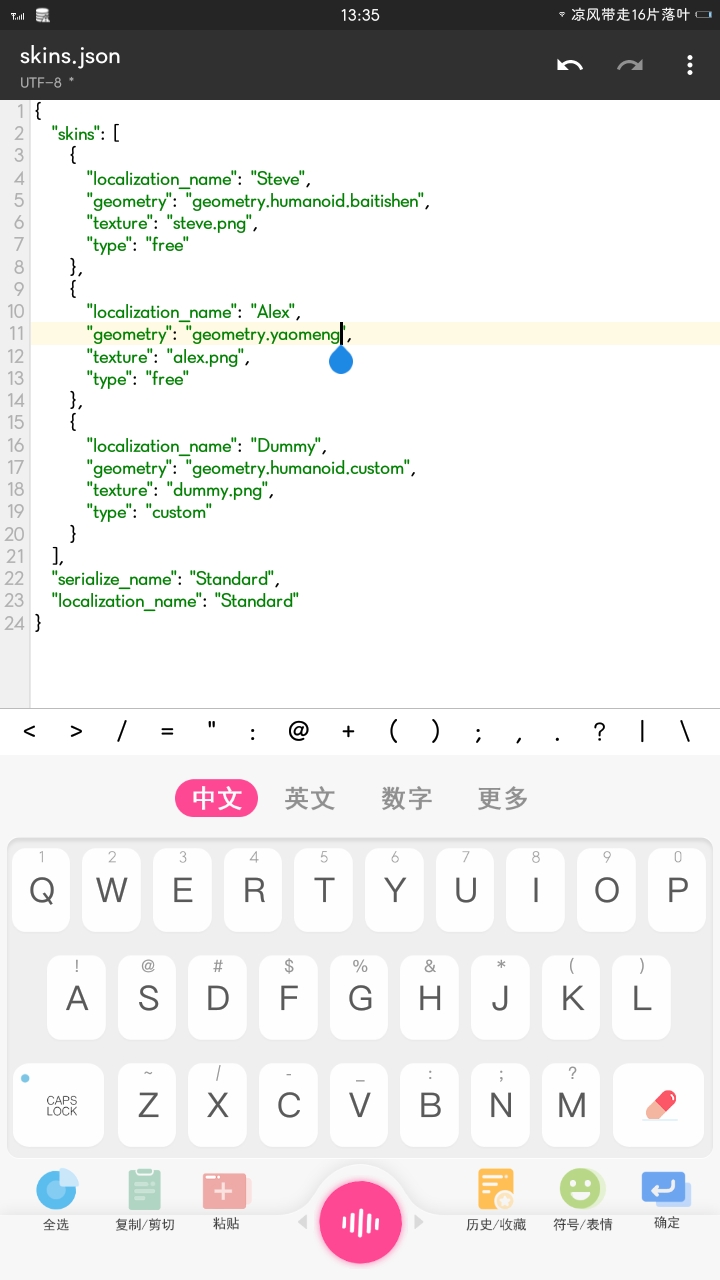 13:35
凉风带走16片落叶
skins.json
UTF-8 *
1 {
2 "skins": [
3 {
4 "localization_name": "Steve",
5 "geometry": "geometry.humanoid.baitishen",
6 "texture": "steve.png",
7 "type": "free"
8 },
9 {
10 "localization_name": "Alex",
11 "geometry": "geometry.yaomeng",
12 "texture": "alex.png",
13 "type": "free"
14 },
15 {
16 "localization_name": "Dummy",
17 "geometry": "geometry.humanoid.custom",
18 "texture": "dummy.png",
19 "type": "custom"
20 }
21 ],
22 "serialize_name": "Standard",
23 "localization_name": "Standard"
24 }
< > / = " : @ + ( ) ; , . ? | \
中文 英文 数字 更多
1 2 3 4 5 6 7 8 9 0
Q W E R T Y U I O P
! @ # $ % & * ( )
A S D F G H J K L
~ / - _ : ; ?
CAPS LOCK Z X C V B N M
全选 复制/剪切 粘贴 历史/收藏 符号/表情 确定